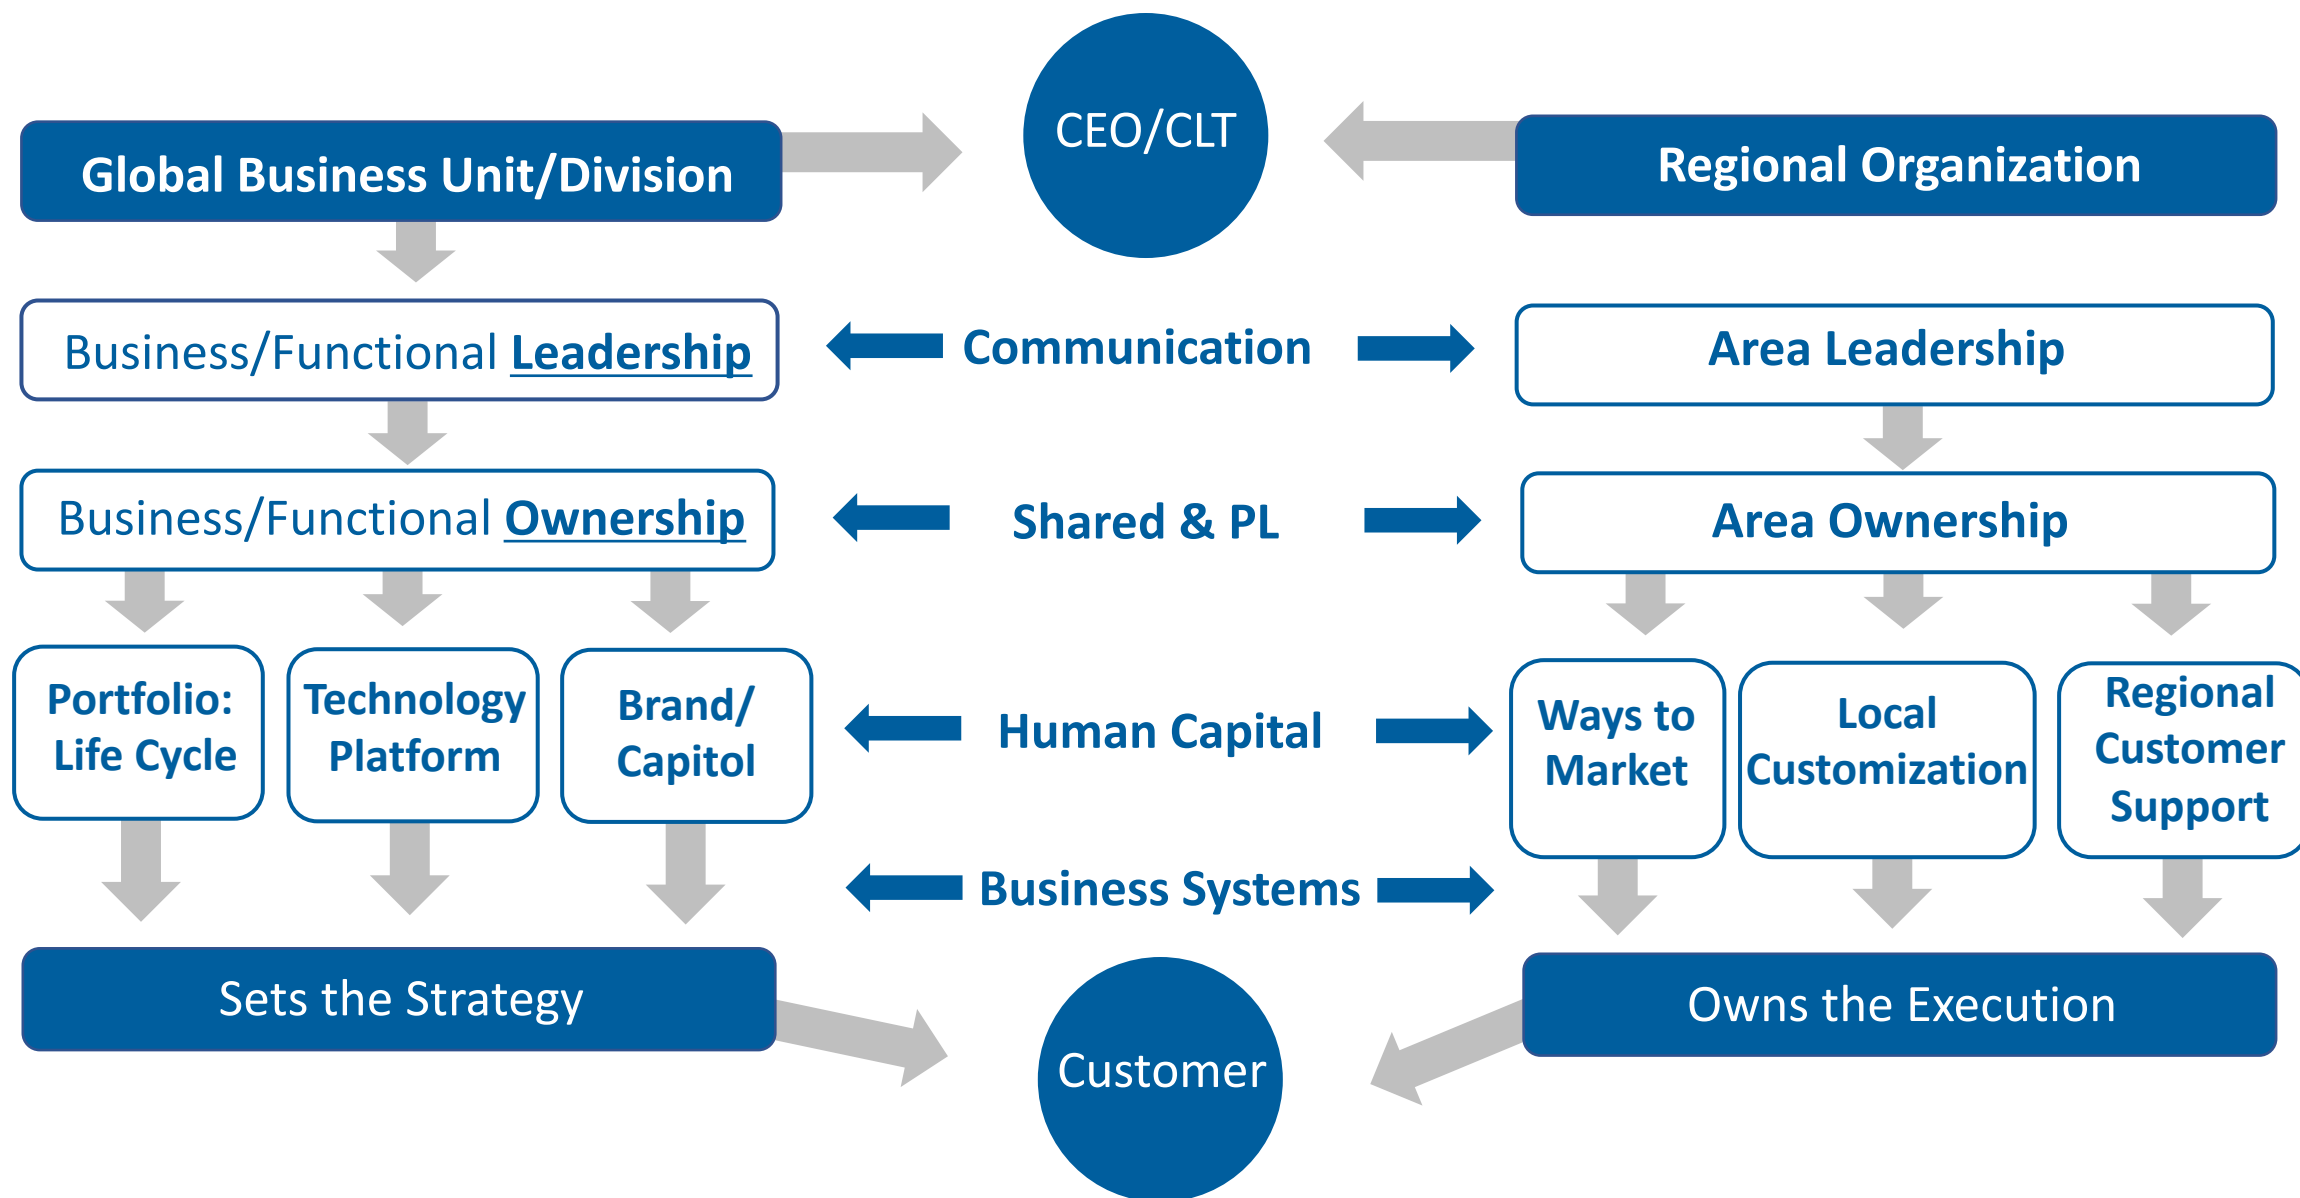 CEO/CLT
Global Business Unit/Division
Regional Organization
Business/Functional Leadership
Communication
Area Leadership
Business/Functional Ownership
Shared & PL
Area Ownership
Portfolio:
Life Cycle
Technology
Platform
Brand/
Capitol
Human Capital
Ways to
Market
Local
Customization
Regional
Customer
Support
Business Systems
Sets the Strategy
Customer
Owns the Execution